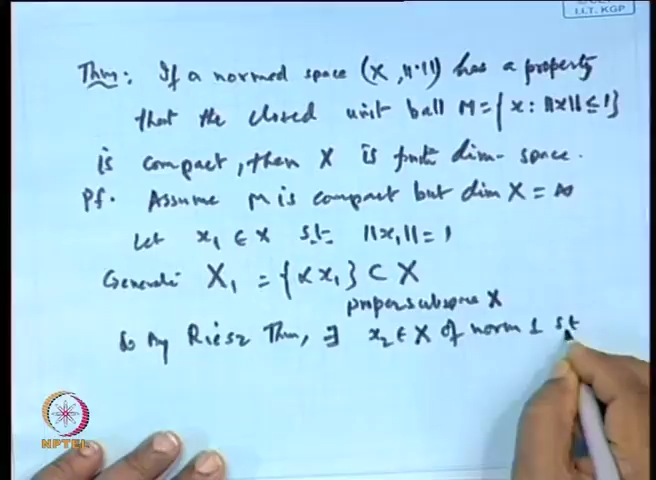 I.I.T. KGP
Thm: If a normed space (X, ||·||) has a property
that the closed unit ball M = {x : ||x|| ≤ 1}
is compact, then X is finite dim- space.
Pf. Assume M is compact but dim X = ∞
Let x₁ ∈ X s.t. ||x₁|| = 1
Generate X₁ = {αx₁} ⊂ X
proper subspace X
So by Riesz Thm, ∃ x₂ ∈ X of norm 1 s.t
NPTEL